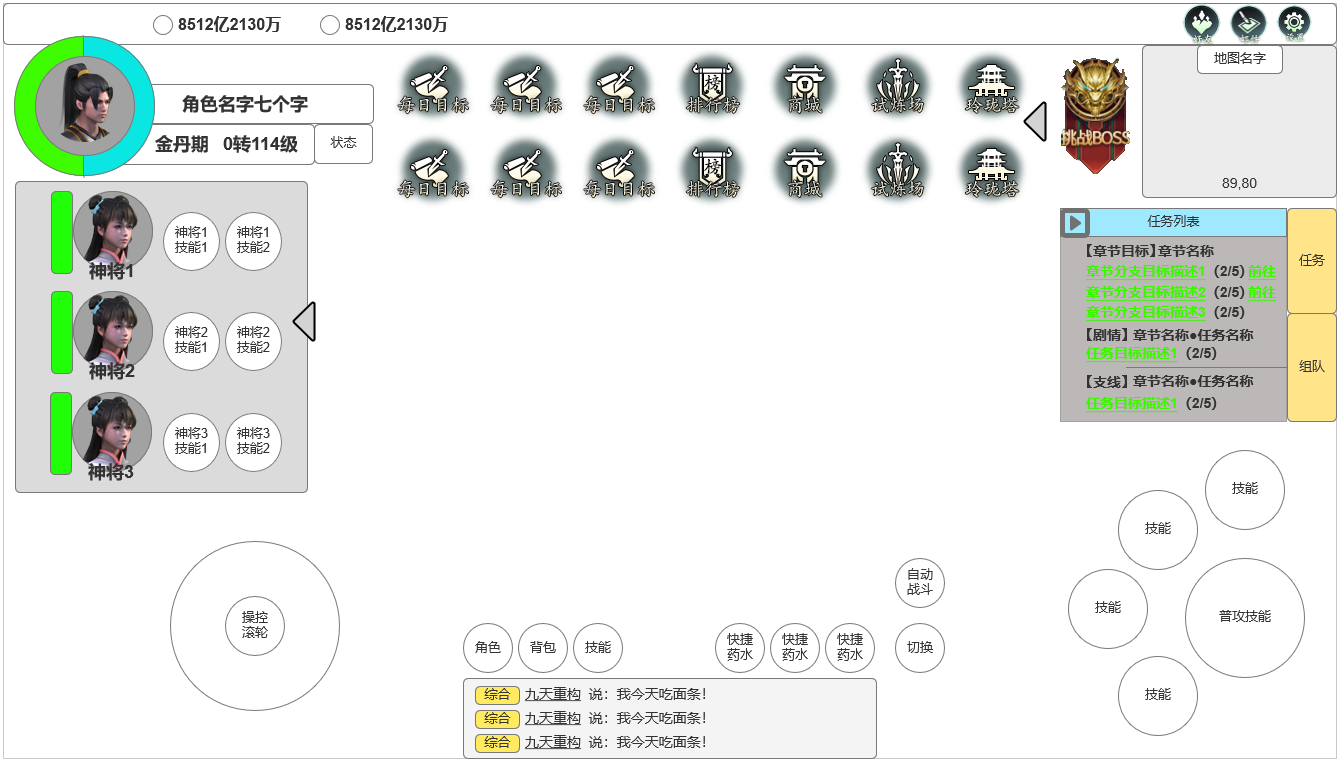 8512亿2130万
8512亿2130万
角色名字七个字
金丹期 0转114级
状态
每日目标
每日目标
每日目标
排行榜
商城
试炼场
玲珑塔
每日目标
每日目标
每日目标
排行榜
商城
试炼场
玲珑塔
挑战BOSS
地图名字
89,80
神将1
神将1
技能1
神将1
技能2
神将2
神将2
技能1
神将2
技能2
神将3
神将3
技能1
神将3
技能2
任务列表
【章节目标】章节名称
章节分支目标描述1 (2/5) 前往
章节分支目标描述2 (2/5) 前往
章节分支目标描述3 (2/5)
【剧情】章节名称●任务名称
任务目标描述1 (2/5)
【支线】章节名称●任务名称
任务目标描述1 (2/5)
任务
组队
操控
滚轮
角色
背包
技能
快捷
药水
快捷
药水
快捷
药水
自动
战斗
切换
技能
技能
技能
普攻技能
技能
综合 九天重构 说：我今天吃面条！
综合 九天重构 说：我今天吃面条！
综合 九天重构 说：我今天吃面条！